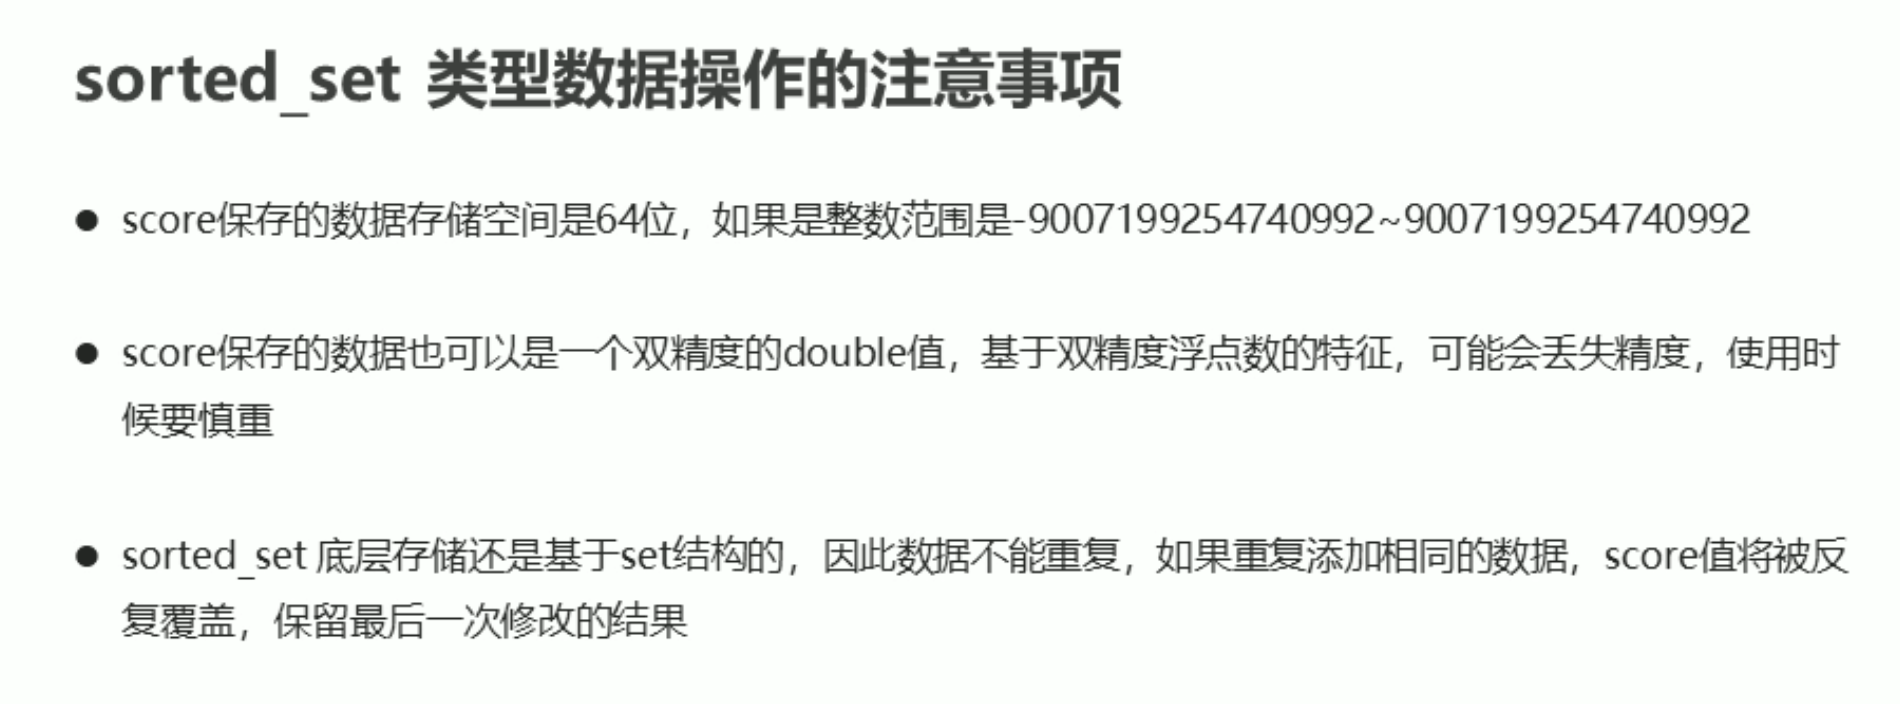 sorted_set 类型数据操作的注意事项
● score保存的数据存储空间是64位，如果是整数范围是-9007199254740992~9007199254740992
● score保存的数据也可以是一个双精度的double值，基于双精度浮点数的特征，可能会丢失精度，使用时
候要慎重
● sorted_set 底层存储还是基于set结构的，因此数据不能重复，如果重复添加相同的数据，score值将被反
复覆盖，保留最后一次修改的结果